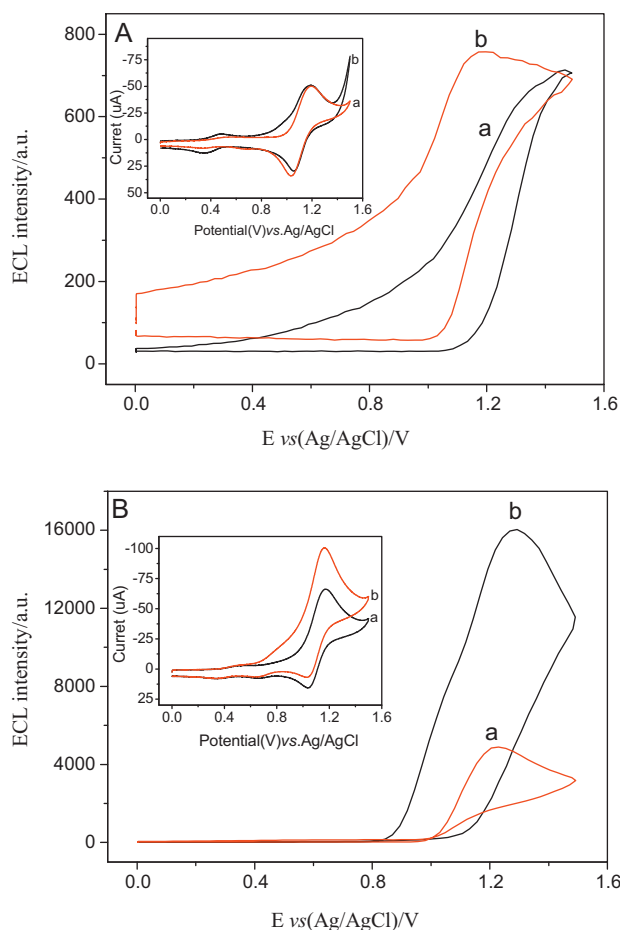 A
b
a
ECL intensity/a.u.
800
600
400
200
0
0.0 0.4 0.8 1.2 1.6
E vs(Ag/AgCl)/V
Curret (uA)
-75
-50
-25
0
25
50
b
a
0.0 0.4 0.8 1.2 1.6
Potential(V)vs.Ag/AgCl
B
b
a
ECL intensity/a.u.
16000
12000
8000
4000
0
0.0 0.4 0.8 1.2 1.6
E vs(Ag/AgCl)/V
Curret (uA)
-100
-75
-50
-25
0
25
b
a
0.0 0.4 0.8 1.2 1.6
Potential(V)vs.Ag/AgCl